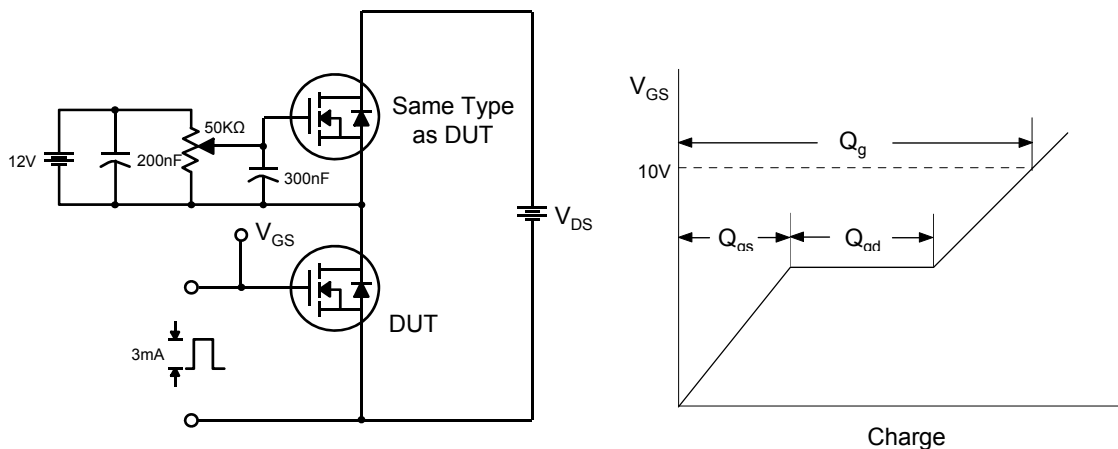 Same Type
as DUT
50KΩ
12V
200nF
300nF
V_GS
V_DS
DUT
3mA
V_GS
Q_g
10V
Q_gs
Q_gd
Charge